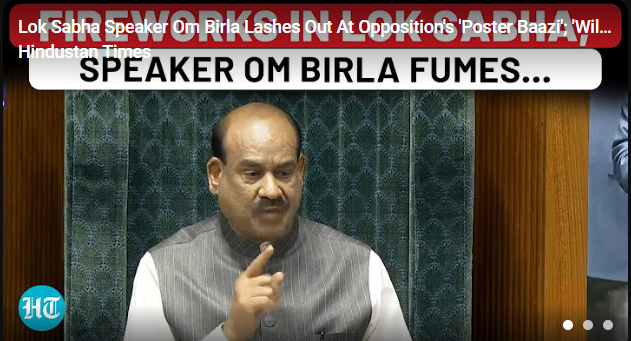 FIREWORKS IN LOK SABHA,
Lok Sabha Speaker Om Birla Lashes Out At Opposition's 'Poster Baazi'; 'Wil...
Hindustan Times
SPEAKER OM BIRLA FUMES...
HT